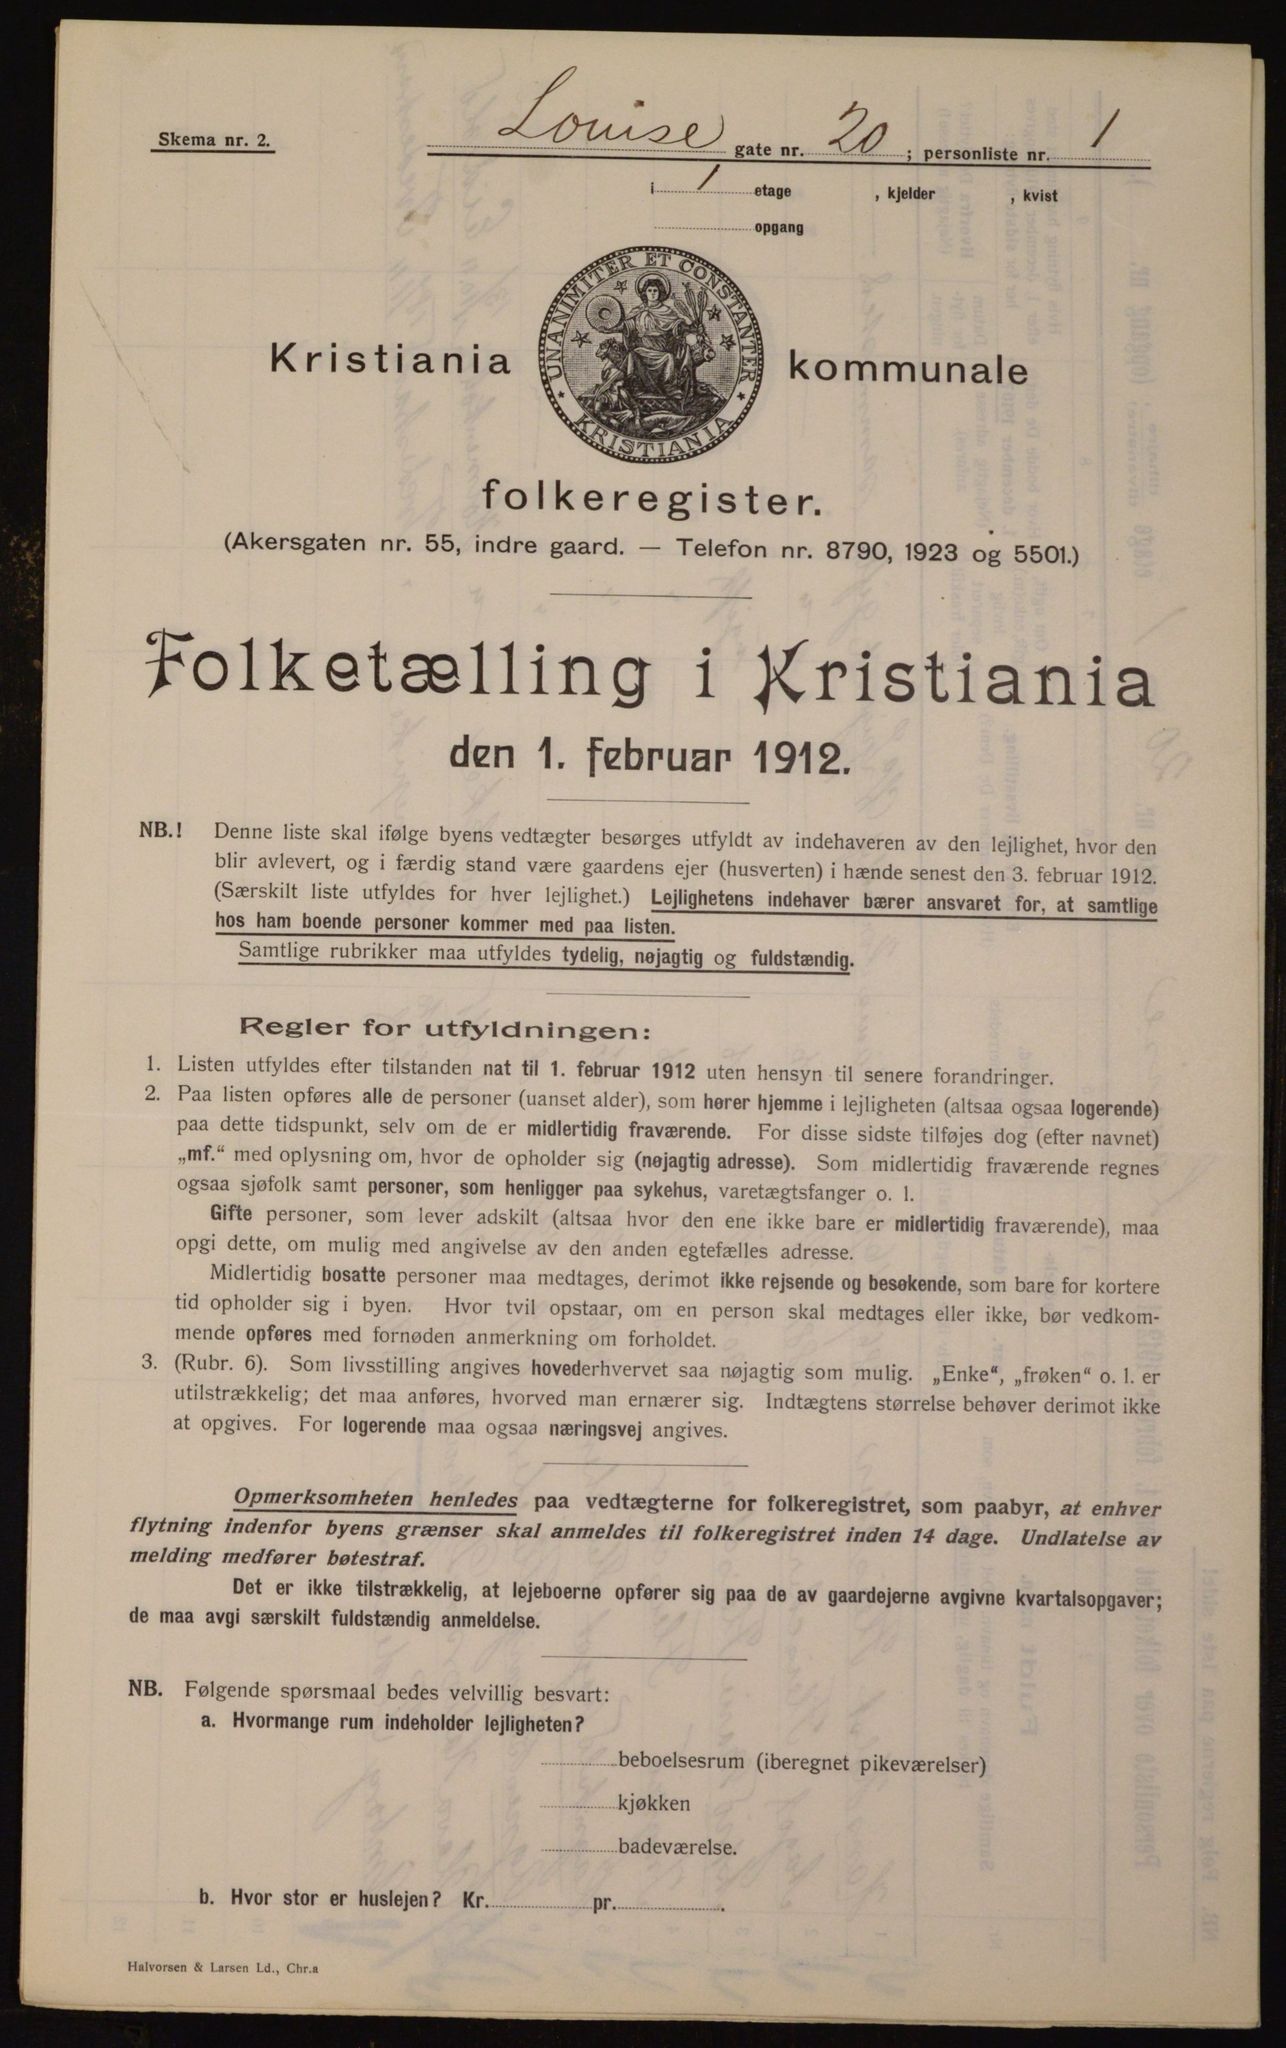 Skema nr. 2.
Louise gate nr. 20; personliste nr. 1
i 1 etage , kjelder , kvist
opgang
UNANIMITER ET CONSTANTER
KRISTIANIA
Kristiania kommunale
folkeregister.
(Akersgaten nr. 55, indre gaard. — Telefon nr. 8790, 1923 og 5501.)
Folketælling i Kristiania
den 1. februar 1912.
NB.! Denne liste skal ifølge byens vedtægter besørges utfyldt av indehaveren av den lejlighet, hvor den
blir avlevert, og i færdig stand være gaardens ejer (husverten) i hænde senest den 3. februar 1912.
(Særskilt liste utfyldes for hver lejlighet.) Lejlighetens indehaver bærer ansvaret for, at samtlige
hos ham boende personer kommer med paa listen.
Samtlige rubrikker maa utfyldes tydelig, nøjagtig og fuldstændig.
Regler for utfyldningen:
1. Listen utfyldes efter tilstanden nat til 1. februar 1912 uten hensyn til senere forandringer.
2. Paa listen opføres alle de personer (uanset alder), som hører hjemme i lejligheten (altsaa ogsaa logerende)
paa dette tidspunkt, selv om de er midlertidig fraværende. For disse sidste tilføjes dog (efter navnet)
„mf.“ med oplysning om, hvor de opholder sig (nøjagtig adresse). Som midlertidig fraværende regnes
ogsaa sjøfolk samt personer, som henligger paa sykehus, varetægtsfanger o. l.
Gifte personer, som lever adskilt (altsaa hvor den ene ikke bare er midlertidig fraværende), maa
opgi dette, om mulig med angivelse av den anden egtefælles adresse.
Midlertidig bosatte personer maa medtages, derimot ikke rejsende og besøkende, som bare for kortere
tid opholder sig i byen. Hvor tvil opstaar, om en person skal medtages eller ikke, bør vedkom-
mende opføres med fornøden anmerkning om forholdet.
3. (Rubr. 6). Som livsstilling angives hovederhvervet saa nøjagtig som mulig. „Enke“, „frøken“ o. l. er
utilstrækkelig; det maa anføres, hvorved man ernærer sig. Indtægtens størrelse behøver derimot ikke
at opgives. For logerende maa ogsaa næringsvej angives.
Opmerksomheten henledes paa vedtægterne for folkeregistret, som paabyr, at enhver
flytning indenfor byens grænser skal anmeldes til folkeregistret inden 14 dage. Undlatelse av
melding medfører bøtestraf.
Det er ikke tilstrækkelig, at lejeboerne opfører sig paa de av gaardejerne avgivne kvartalsopgaver;
de maa avgi særskilt fuldstændig anmeldelse.
NB. Følgende spørsmaal bedes velvillig besvart:
a. Hvormange rum indeholder lejligheten?
beboelsesrum (iberegnet pikeværelser)
kjøkken
badeværelse.
b. Hvor stor er huslejen? Kr. pr. .
Halvorsen & Larsen Ld., Chr.a